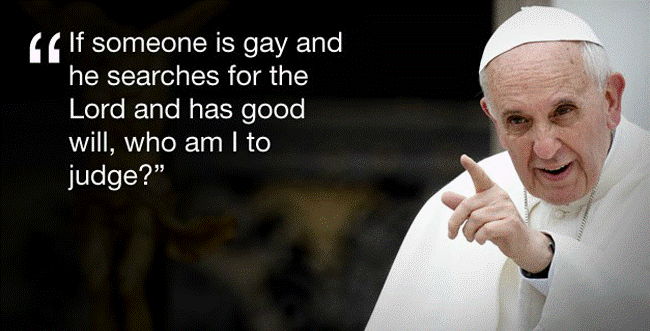 “If someone is gay and
he searches for the
Lord and has good
will, who am I to
judge?”